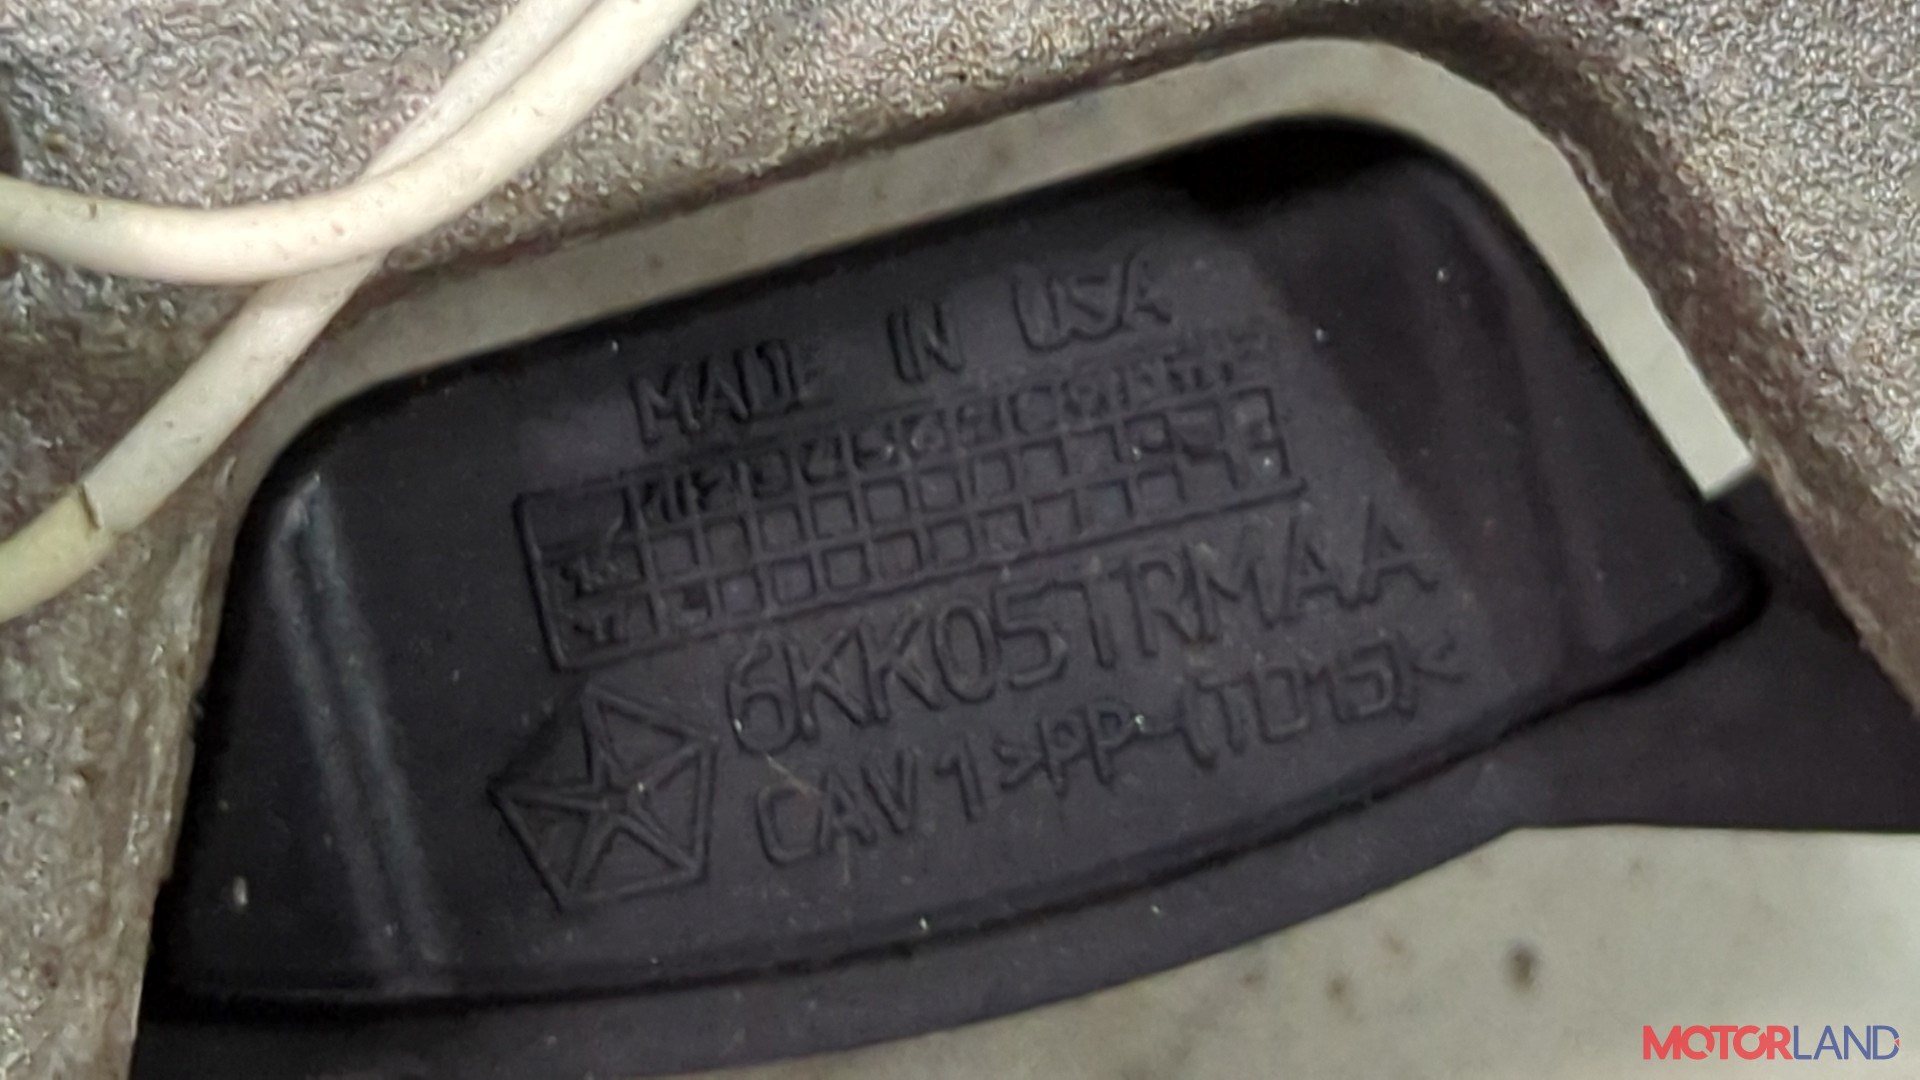 MADE IN USA
6KK05TRMAA
CAV 1 >PP-(TD15)<
MOTORLAND